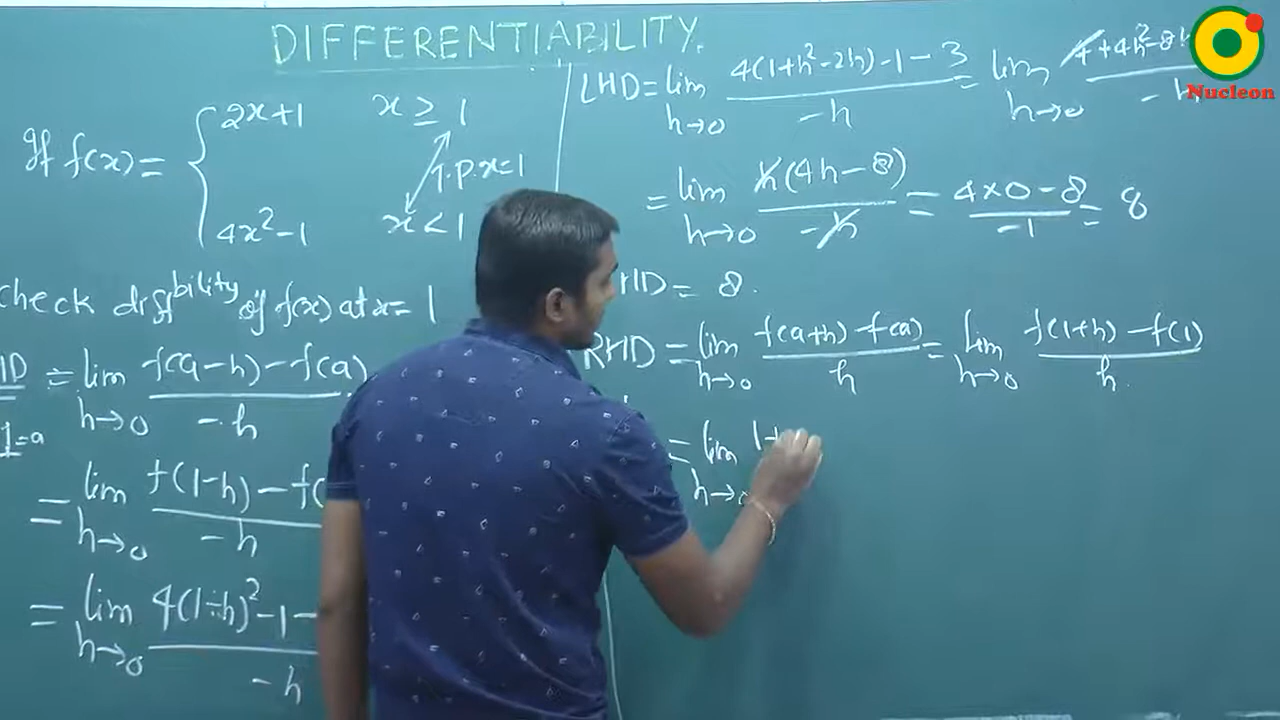 DIFFERENTIABILITY.
If f(x) = { 2x+1 x ≥ 1
T.P. x=1
4x²-1 x < 1
check diffbility of f(x) at x = 1
= lim h→0 f(a-h) - f(a) / -h
1=a
= lim h→0 f(1-h) - f( / -h
= lim h→0 4(1-h)² - 1 - / -h
LHD = lim h→0 4(1+h²-2h) - 1 - 3 / -h = lim h→0 4+4h²-8h / -h
= lim h→0 h(4h-8) / -h = 4×0-8 / -1 = 8
HD = 8.
RHD = lim h→0 f(a+h) - f(a) / h = lim h→0 f(1+h) - f(1) / h.
= lim h→0 1+
Nucleon